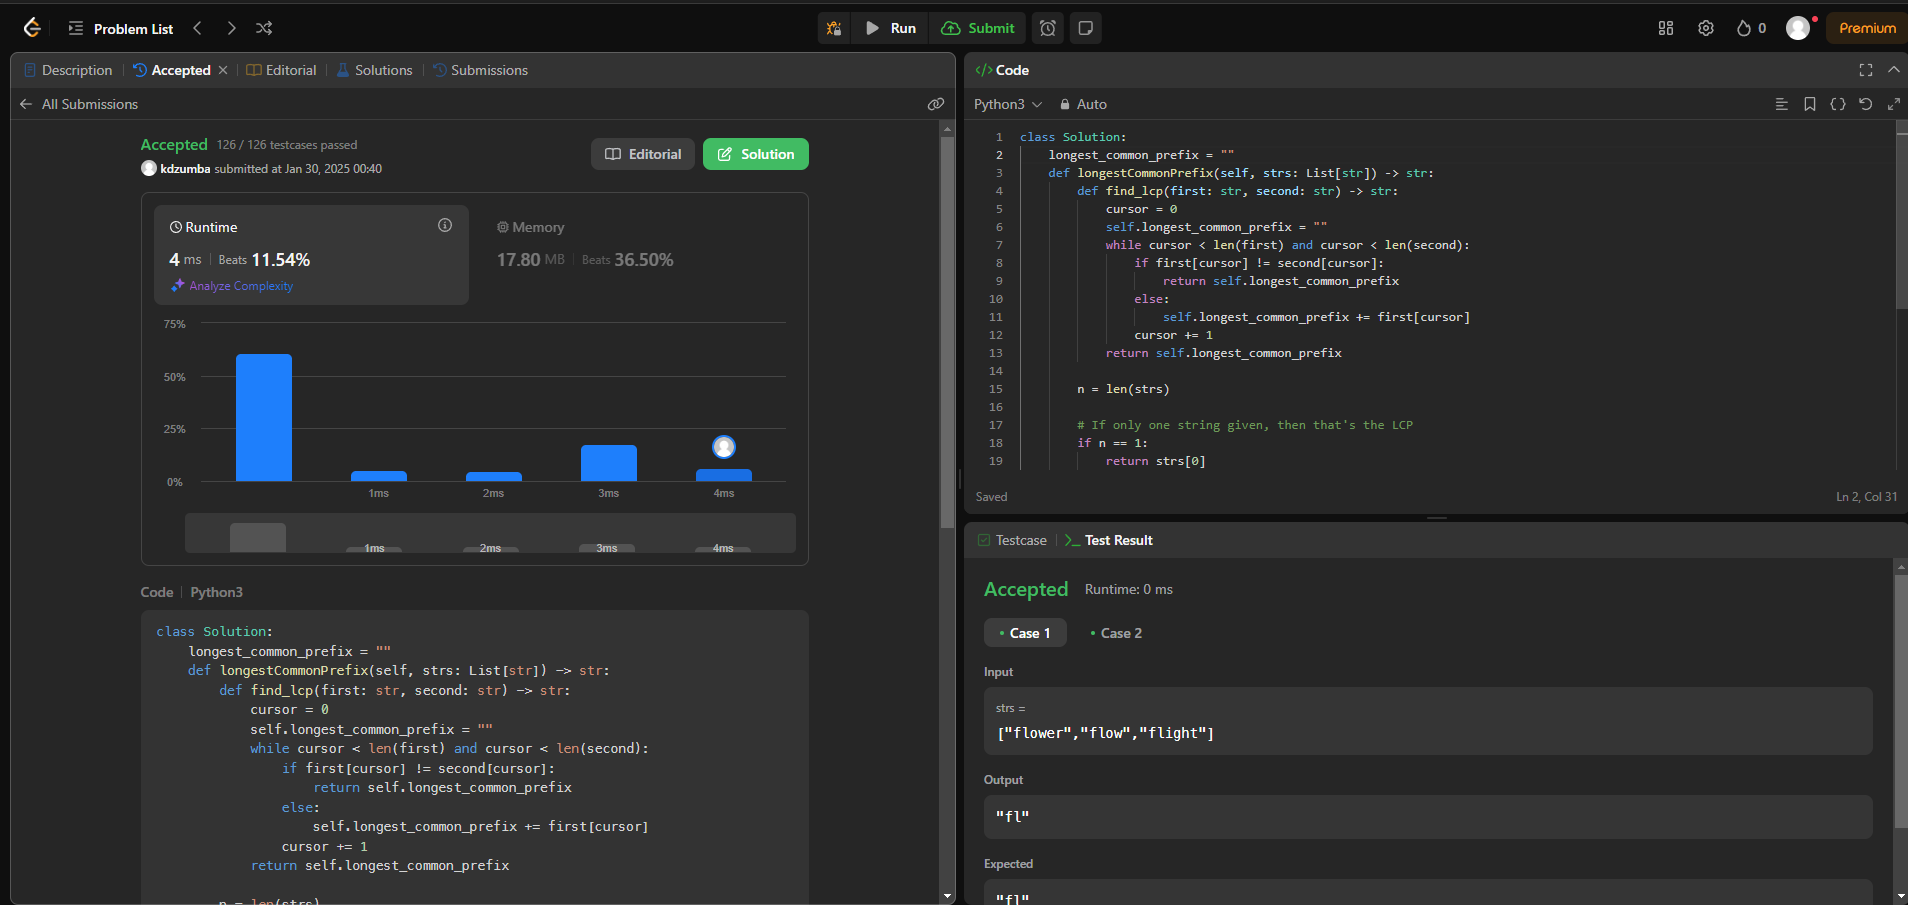 Problem List
Run
Submit
0
Premium
Description
Accepted
Editorial
Solutions
Submissions
All Submissions
Accepted 126 / 126 testcases passed
kdzumba submitted at Jan 30, 2025 00:40
Editorial
Solution
Runtime
4 ms Beats 11.54%
Analyze Complexity
Memory
17.80 MB Beats 36.50%
75%
50%
25%
0%
1ms 2ms 3ms 4ms
1ms 2ms 3ms 4ms
Code Python3
class Solution:
    longest_common_prefix = ""
    def longestCommonPrefix(self, strs: List[str]) -> str:
        def find_lcp(first: str, second: str) -> str:
            cursor = 0
            self.longest_common_prefix = ""
            while cursor < len(first) and cursor < len(second):
                if first[cursor] != second[cursor]:
                    return self.longest_common_prefix
                else:
                    self.longest_common_prefix += first[cursor]
                cursor += 1
            return self.longest_common_prefix
        n = len(strs)
</> Code
Python3
Auto
1 class Solution:
2     longest_common_prefix = ""
3     def longestCommonPrefix(self, strs: List[str]) -> str:
4         def find_lcp(first: str, second: str) -> str:
5             cursor = 0
6             self.longest_common_prefix = ""
7             while cursor < len(first) and cursor < len(second):
8                 if first[cursor] != second[cursor]:
9                     return self.longest_common_prefix
10                 else:
11                     self.longest_common_prefix += first[cursor]
12                 cursor += 1
13             return self.longest_common_prefix
14
15         n = len(strs)
16
17         # If only one string given, then that's the LCP
18         if n == 1:
19             return strs[0]
Saved
Ln 2, Col 31
Testcase
Test Result
Accepted Runtime: 0 ms
Case 1
Case 2
Input
strs =
["flower","flow","flight"]
Output
"fl"
Expected
"fl"